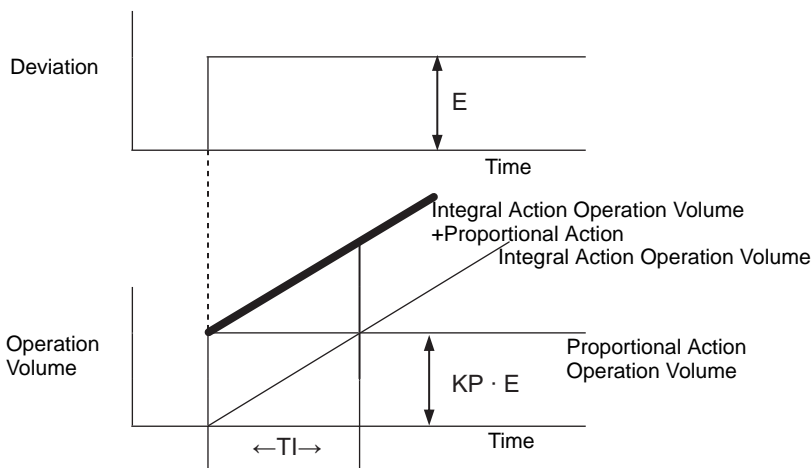 Deviation
E
Time
Integral Action Operation Volume
+Proportional Action
Integral Action Operation Volume
Operation
Volume
Proportional Action
Operation Volume
KP · E
←TI→
Time